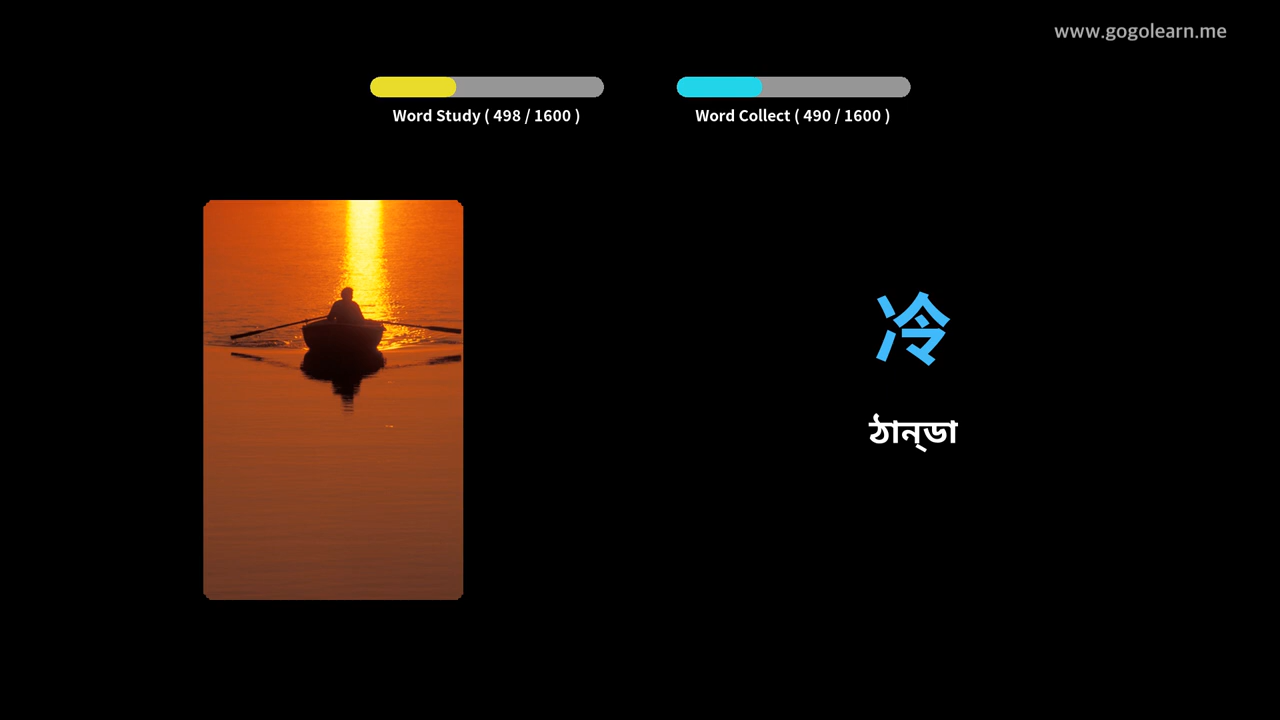 www.gogolearn.me
Word Study ( 498 / 1600 )
Word Collect ( 490 / 1600 )
冷
ঠান্‌ডা